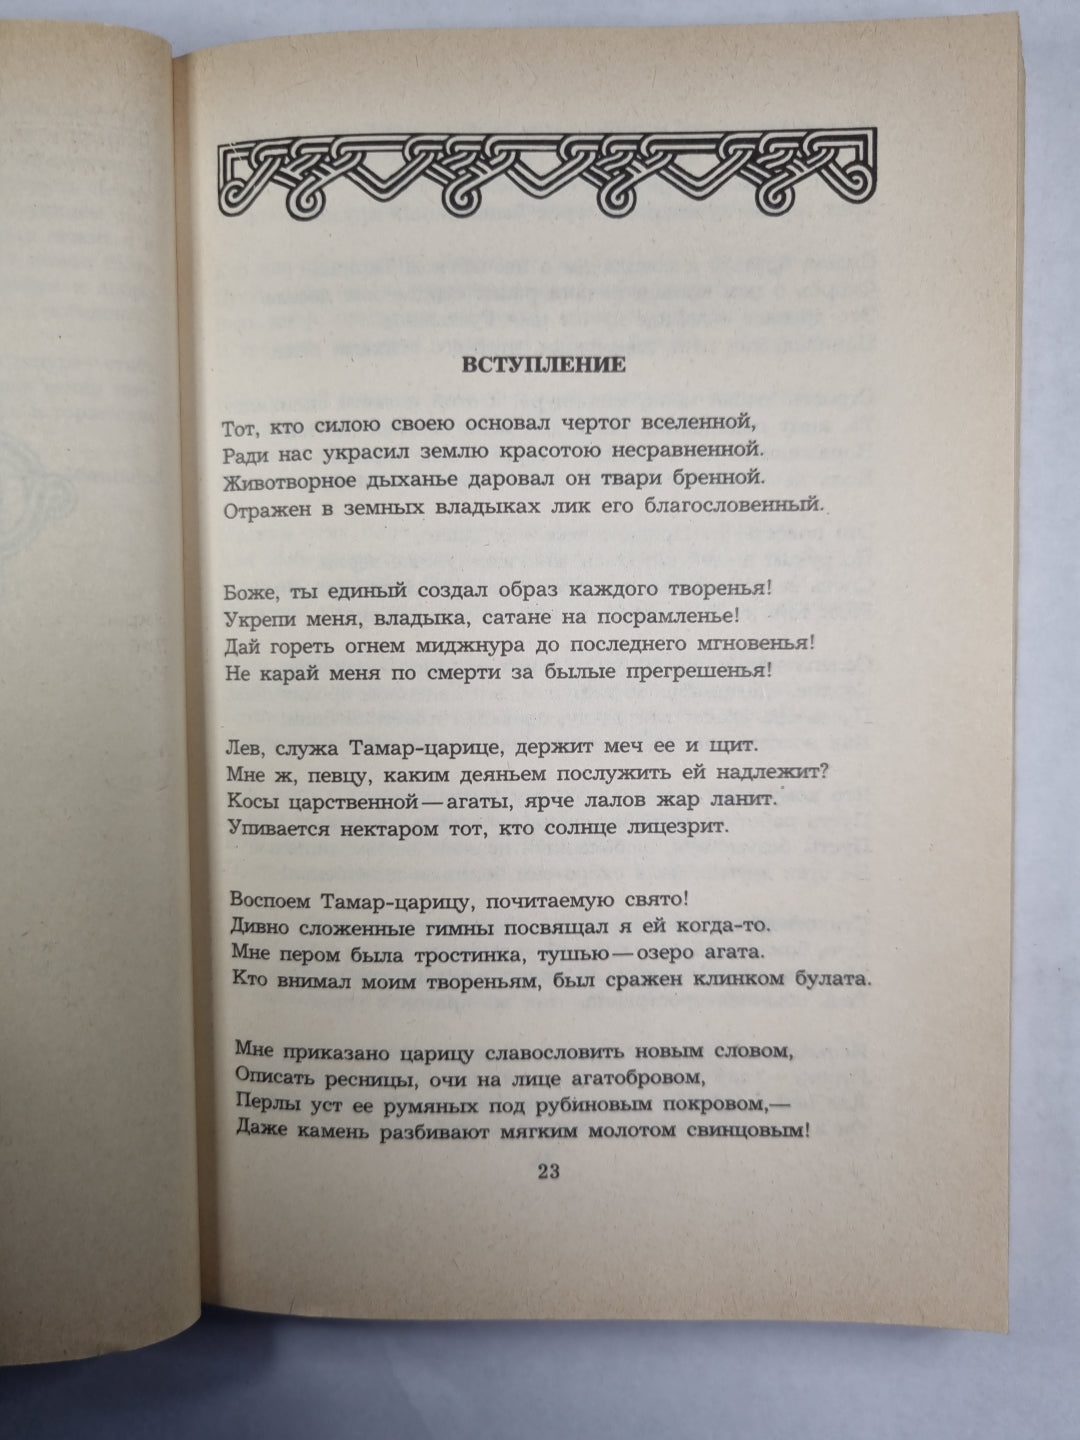 ВСТУПЛЕНИЕ
Тот, кто силою своею основал чертог вселенной,
Ради нас украсил землю красотою несравненной.
Животворное дыханье даровал он твари бренной.
Отражен в земных владыках лик его благословенный.
Боже, ты единый создал образ каждого творенья!
Укрепи меня, владыка, сатане на посрамленье!
Дай гореть огнем миджнура до последнего мгновенья!
Не карай меня по смерти за былые прегрешенья!
Лев, служа Тамар-царице, держит меч ее и щит.
Мне ж, певцу, каким деяньем послужить ей надлежит?
Косы царственной—агаты, ярче лалов жар ланит.
Упивается нектаром тот, кто солнце лицезрит.
Воспоем Тамар-царицу, почитаемую свято!
Дивно сложенные гимны посвящал я ей когда-то.
Мне пером была тростинка, тушью—озеро агата.
Кто внимал моим твореньям, был сражен клинком булата.
Мне приказано царицу славословить новым словом,
Описать ресницы, очи на лице агатобровом,
Перлы уст ее румяных под рубиновым покровом,—
Даже камень разбивают мягким молотом свинцовым!
23